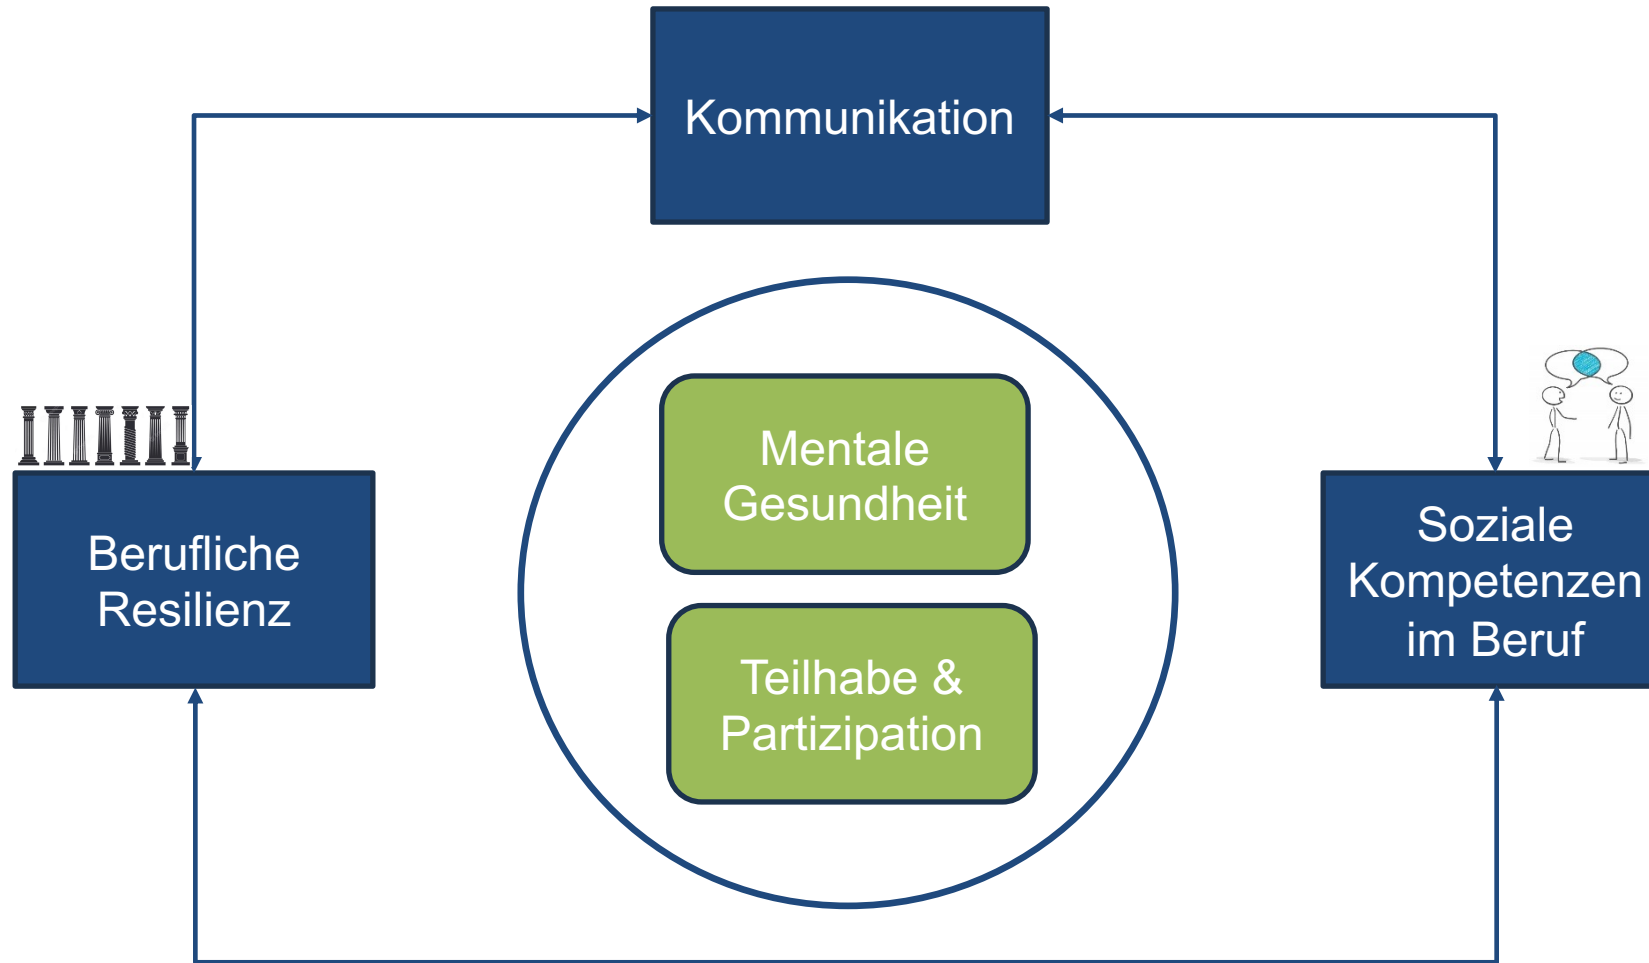 Kommunikation
Mentale
Gesundheit
Berufliche
Resilienz
Soziale
Kompetenzen
im Beruf
Teilhabe &
Partizipation